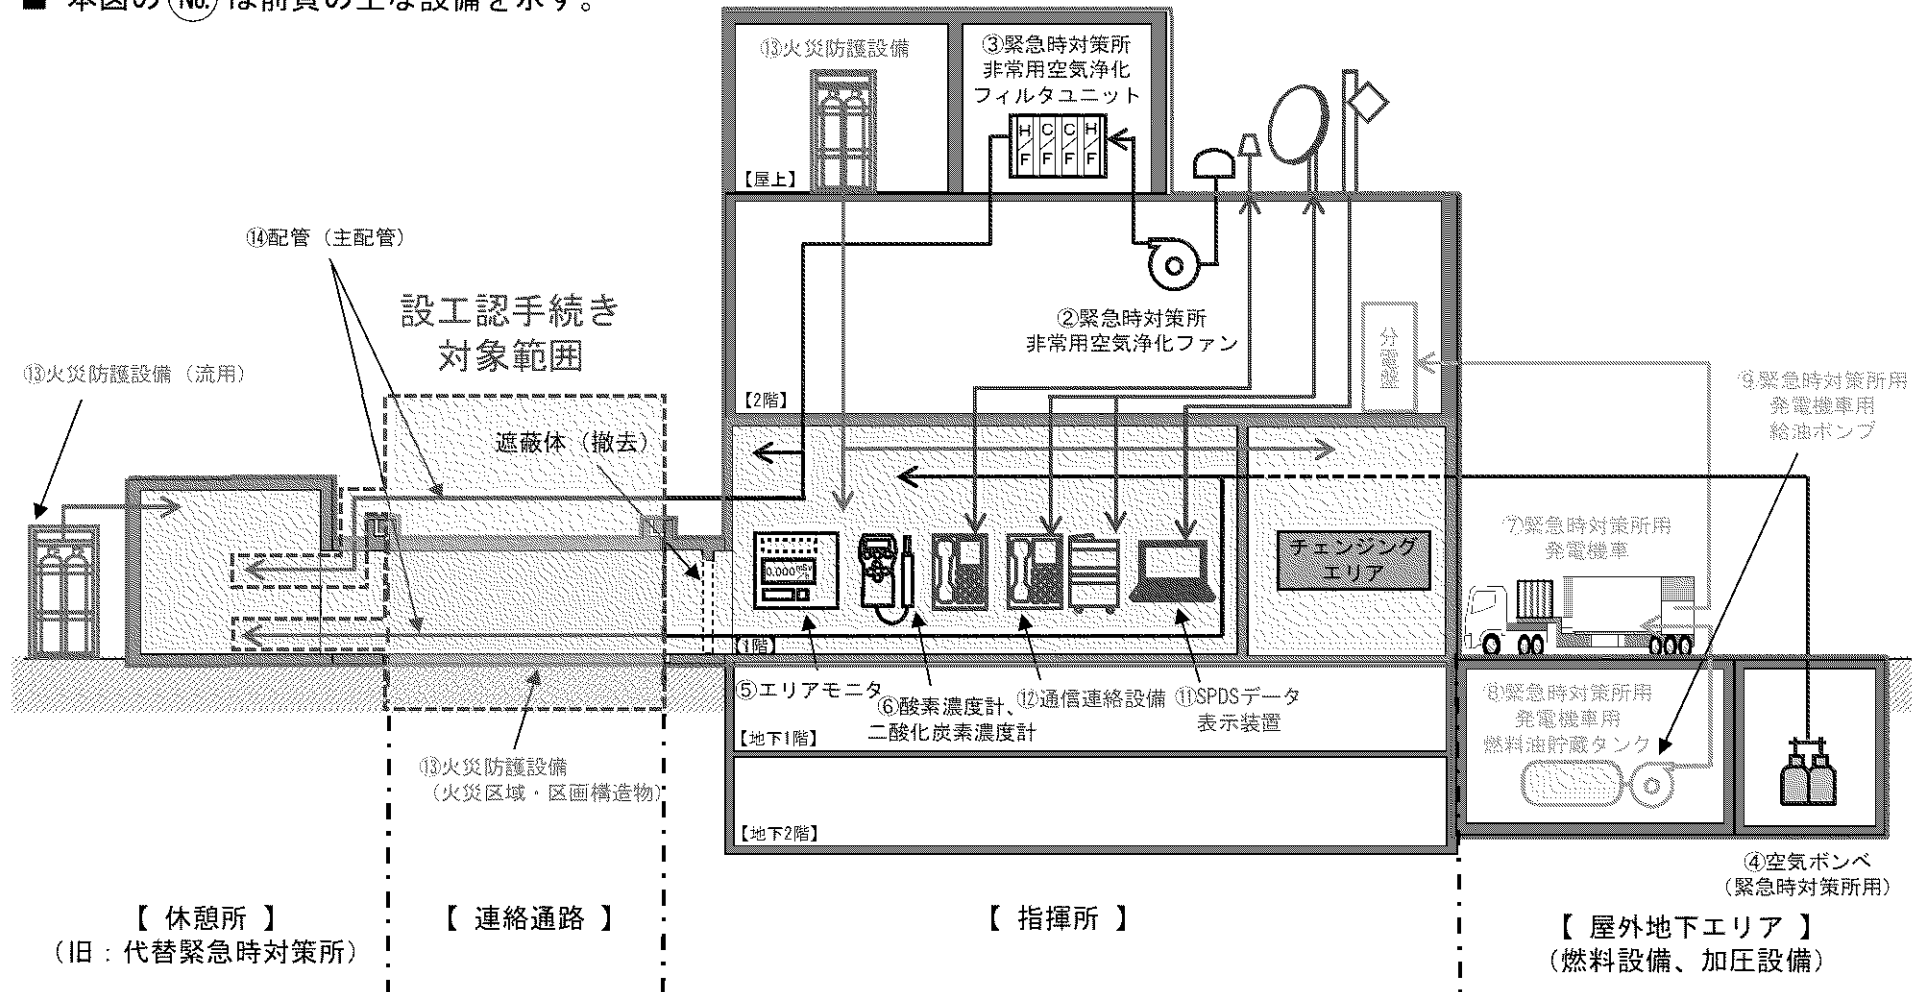 ■ 本図の No. は前頁の主な設備を示す。
⑬火災防護設備
③緊急時対策所
非常用空気浄化
フィルタユニット
H/F C/F C/F H/F
【屋上】
⑭配管（主配管）
設工認手続き
対象範囲
②緊急時対策所
非常用空気浄化ファン
分電盤
【2階】
⑬火災防護設備（流用）
⑨緊急時対策所用
発電機車用
給油ポンプ
遮蔽体（撤去）
⑦緊急時対策所用
発電機車
チェンジング
エリア
0.000mSv/h
【1階】
⑤エリアモニタ
⑥酸素濃度計、
二酸化炭素濃度計
⑫通信連絡設備
⑪SPDSデータ
表示装置
⑧緊急時対策所用
発電機車用
燃料油貯蔵タンク
【地下1階】
⑬火災防護設備
（火災区域・区画構造物）
【地下2階】
④空気ボンベ
（緊急時対策所用）
【 休憩所 】
（旧：代替緊急時対策所）
【 連絡通路 】
【 指揮所 】
【 屋外地下エリア 】
（燃料設備、加圧設備）